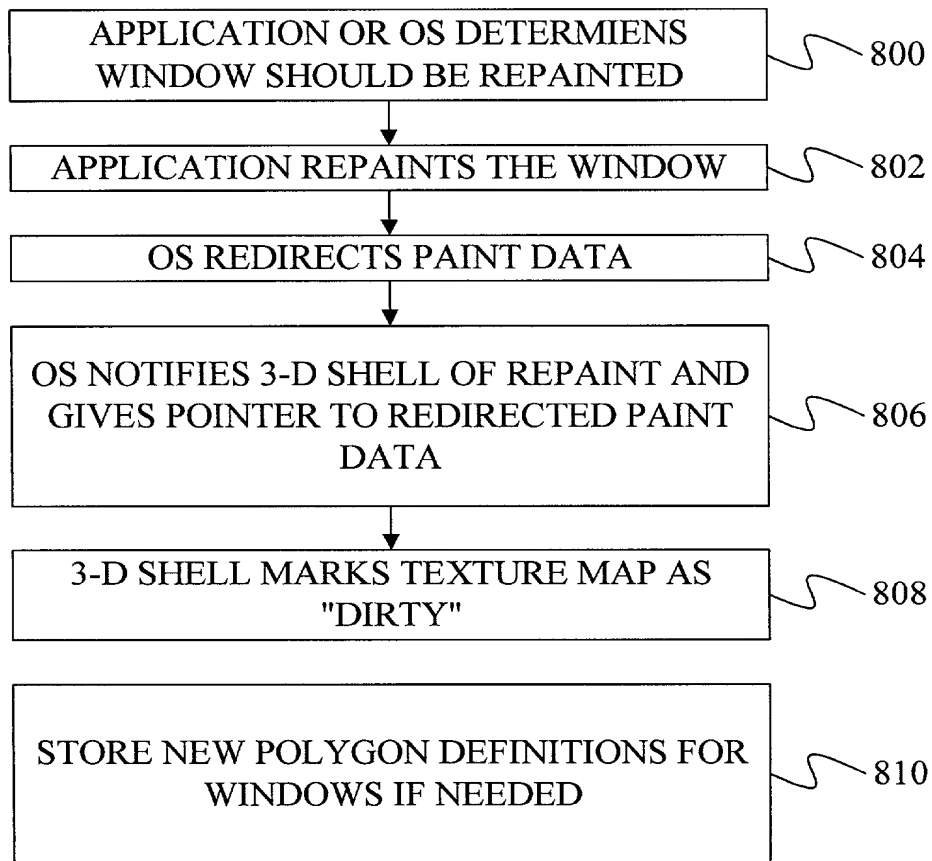 APPLICATION OR OS DETERMIENS
WINDOW SHOULD BE REPAINTED
800
APPLICATION REPAINTS THE WINDOW
802
OS REDIRECTS PAINT DATA
804
OS NOTIFIES 3-D SHELL OF REPAINT AND
GIVES POINTER TO REDIRECTED PAINT
DATA
806
3-D SHELL MARKS TEXTURE MAP AS
"DIRTY"
808
STORE NEW POLYGON DEFINITIONS FOR
WINDOWS IF NEEDED
810